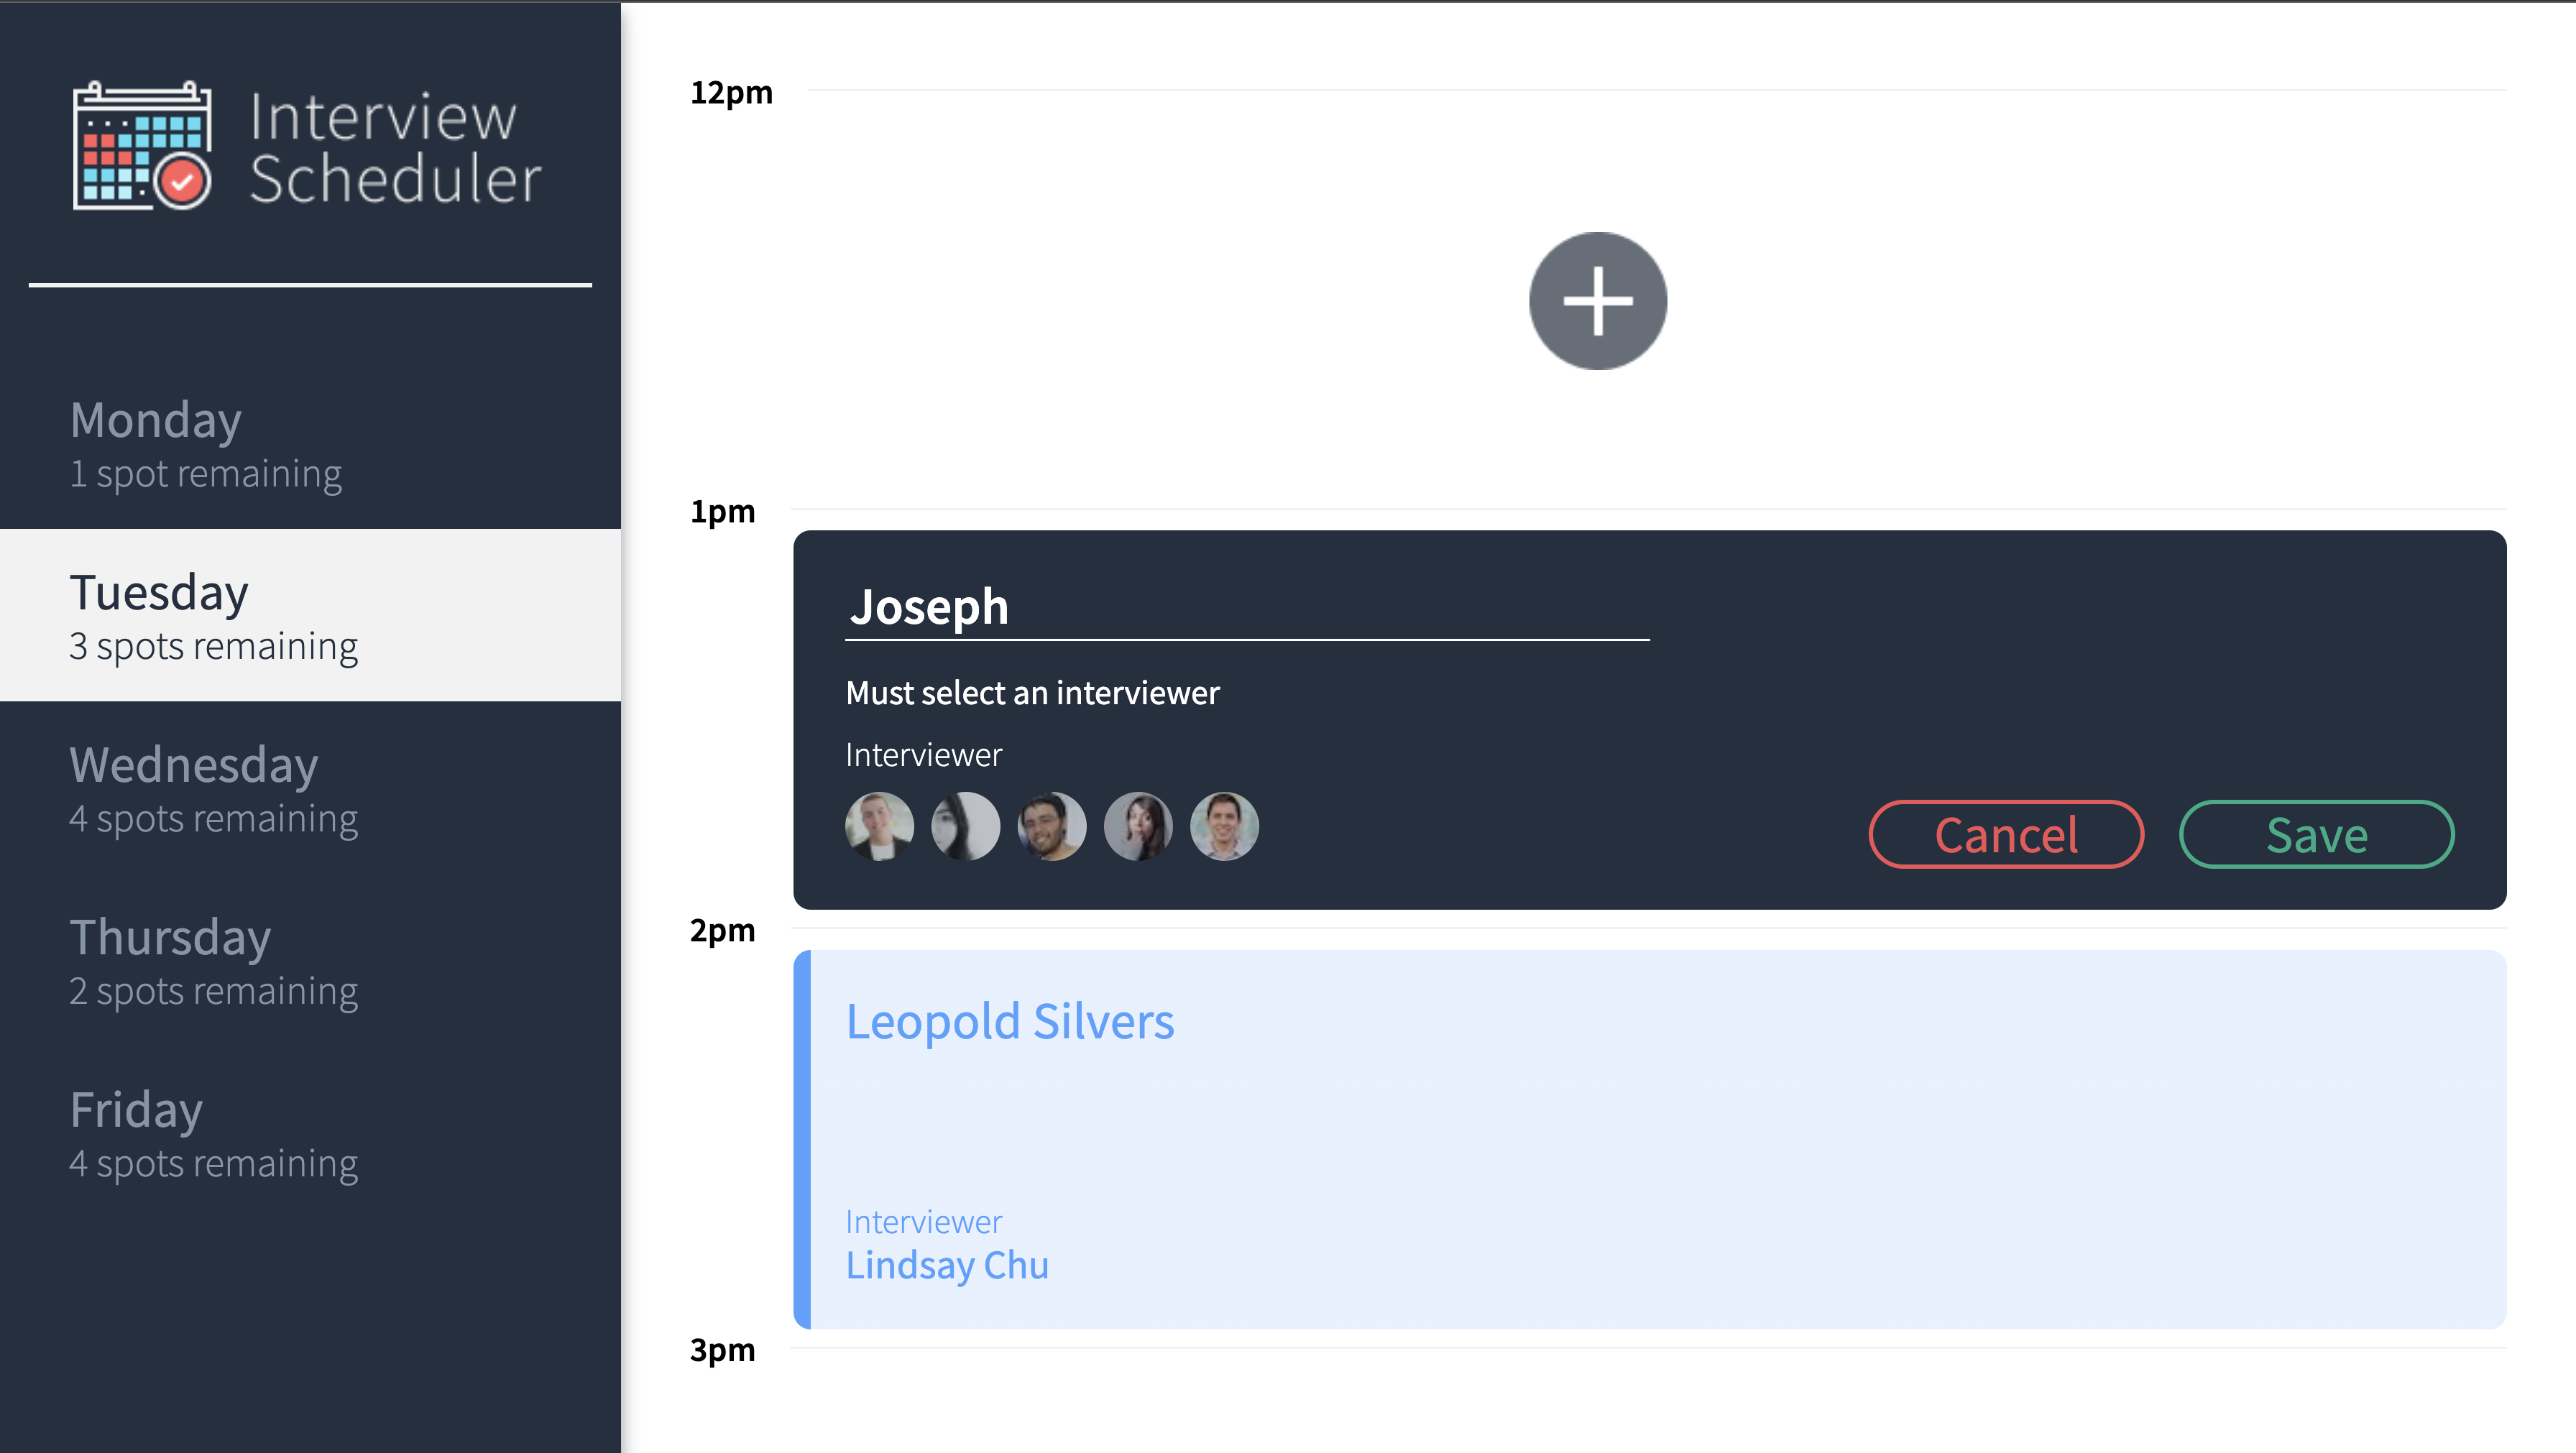 Interview
Scheduler
Monday
1 spot remaining
Tuesday
3 spots remaining
Wednesday
4 spots remaining
Thursday
2 spots remaining
Friday
4 spots remaining
12pm
1pm
Joseph
Must select an interviewer
Interviewer
Cancel
Save
2pm
Leopold Silvers
Interviewer
Lindsay Chu
3pm